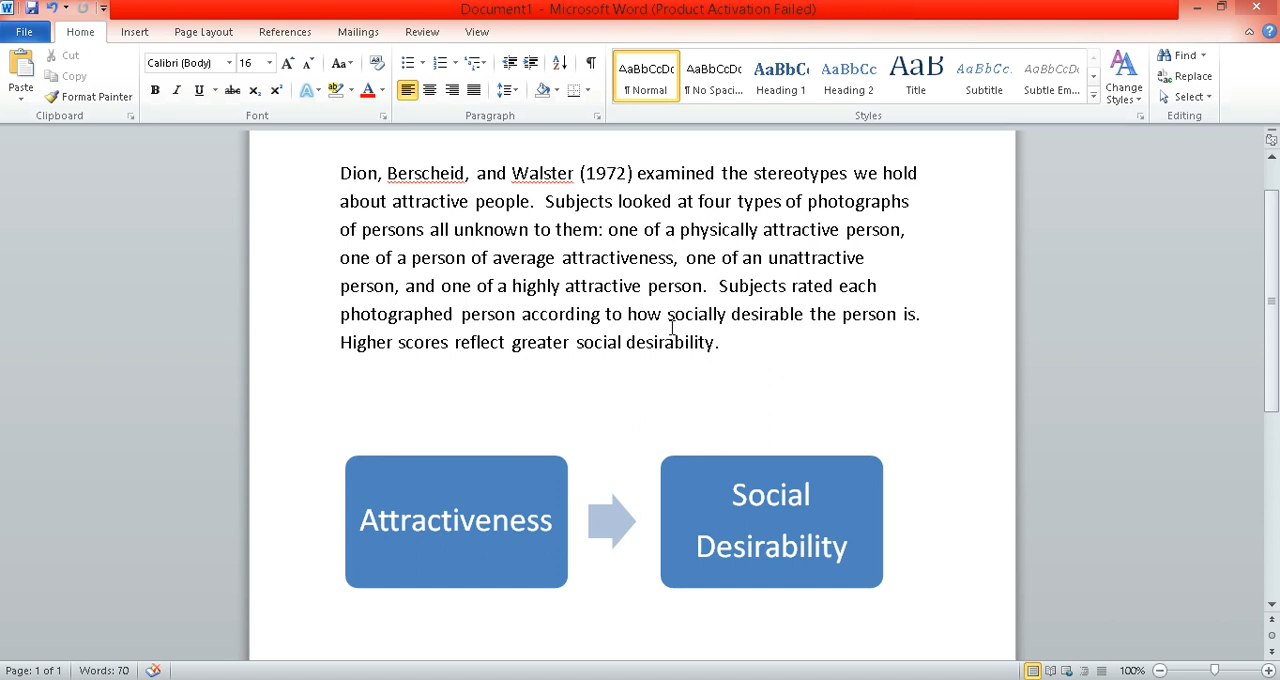 Document1 - Microsoft Word (Product Activation Failed)
File Home Insert Page Layout References Mailings Review View
Paste
Cut
Copy
Format Painter
Clipboard
Calibri (Body) 16
Font
Paragraph
AaBbCcDc AaBbCcDc AaBbC AaBbCc AaB AaBbCc. AaBbCcDc
¶ Normal ¶ No Spac... Heading 1 Heading 2 Title Subtitle Subtle Em...
Styles
Change
Styles
Find
Replace
Select
Editing
Dion, Berscheid, and Walster (1972) examined the stereotypes we hold
about attractive people. Subjects looked at four types of photographs
of persons all unknown to them: one of a physically attractive person,
one of a person of average attractiveness, one of an unattractive
person, and one of a highly attractive person. Subjects rated each
photographed person according to how socially desirable the person is.
Higher scores reflect greater social desirability.
Attractiveness
Social
Desirability
Page: 1 of 1 Words: 70 100%